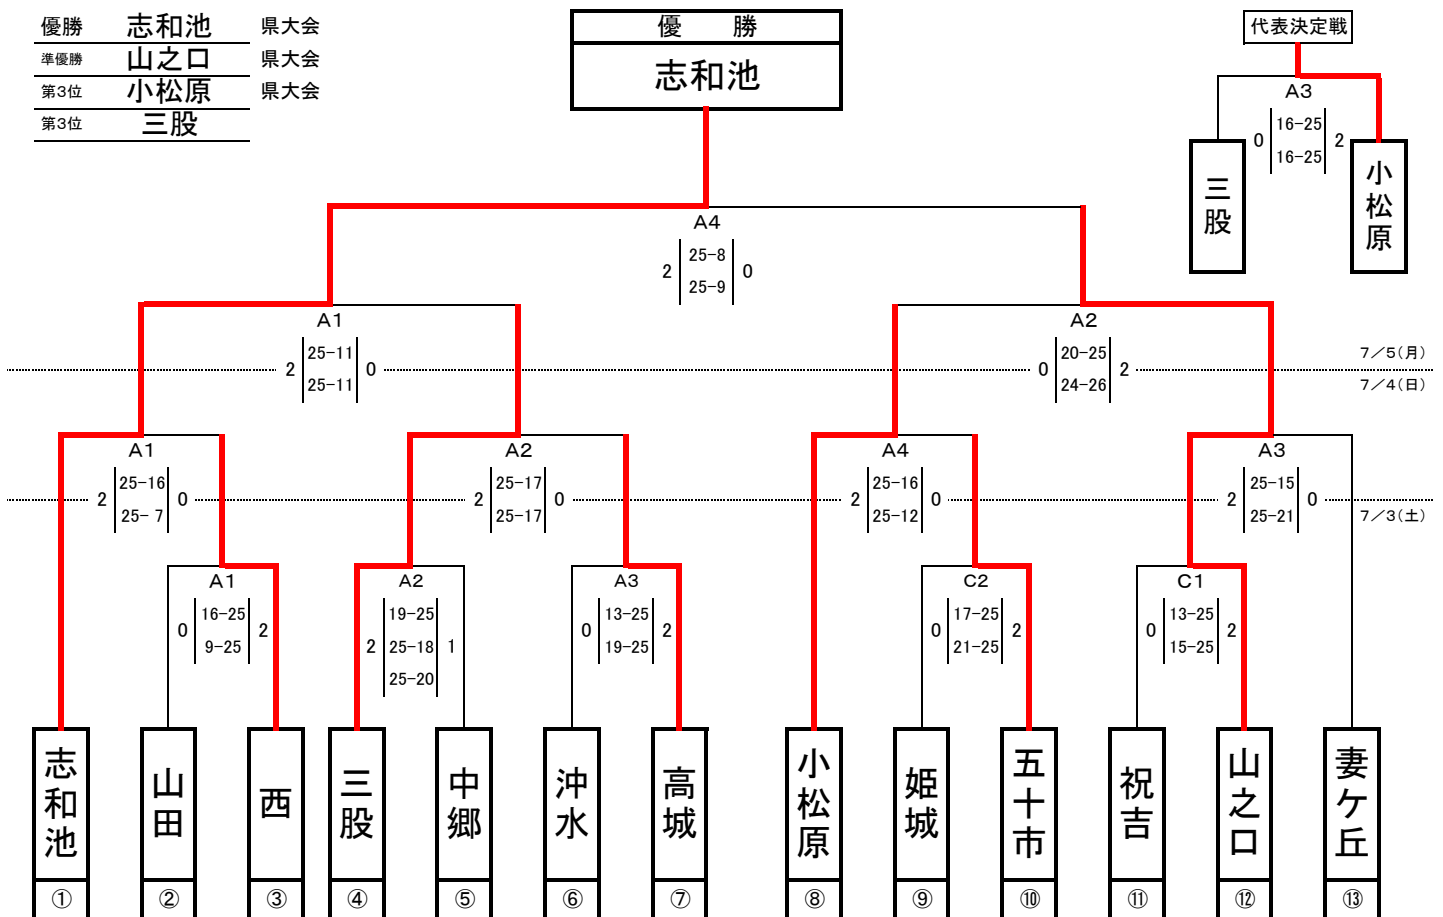 優勝 志和池 県大会
準優勝 山之口 県大会
第3位 小松原 県大会
第3位 三股
優 勝
志和池
代表決定戦
A3
0 16-25 2
16-25
三股
小松原
A4
2 25-8 0
25-9
A1
2 25-11 0
25-11
A2
0 20-25 2
24-26
7/5(月)
7/4(日)
A1
2 25-16 0
25- 7
A2
2 25-17 0
25-17
A4
2 25-16 0
25-12
A3
2 25-15 0
25-21
7/3(土)
A1
0 16-25 2
9-25
A2
19-25
2 25-18 1
25-20
A3
0 13-25 2
19-25
C2
0 17-25 2
21-25
C1
0 13-25 2
15-25
志和池
山田
西
三股
中郷
沖水
高城
小松原
姫城
五十市
祝吉
山之口
妻ケ丘
① ② ③ ④ ⑤ ⑥ ⑦ ⑧ ⑨ ⑩ ⑪ ⑫ ⑬